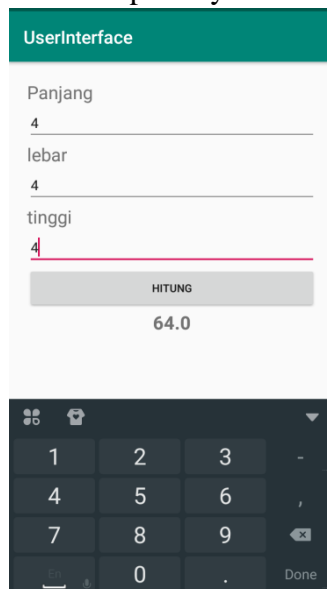 UserInterface
Panjang
4
lebar
4
tinggi
4
HITUNG
64.0
1 2 3 -
4 5 6 ,
7 8 9
En 0 . Done